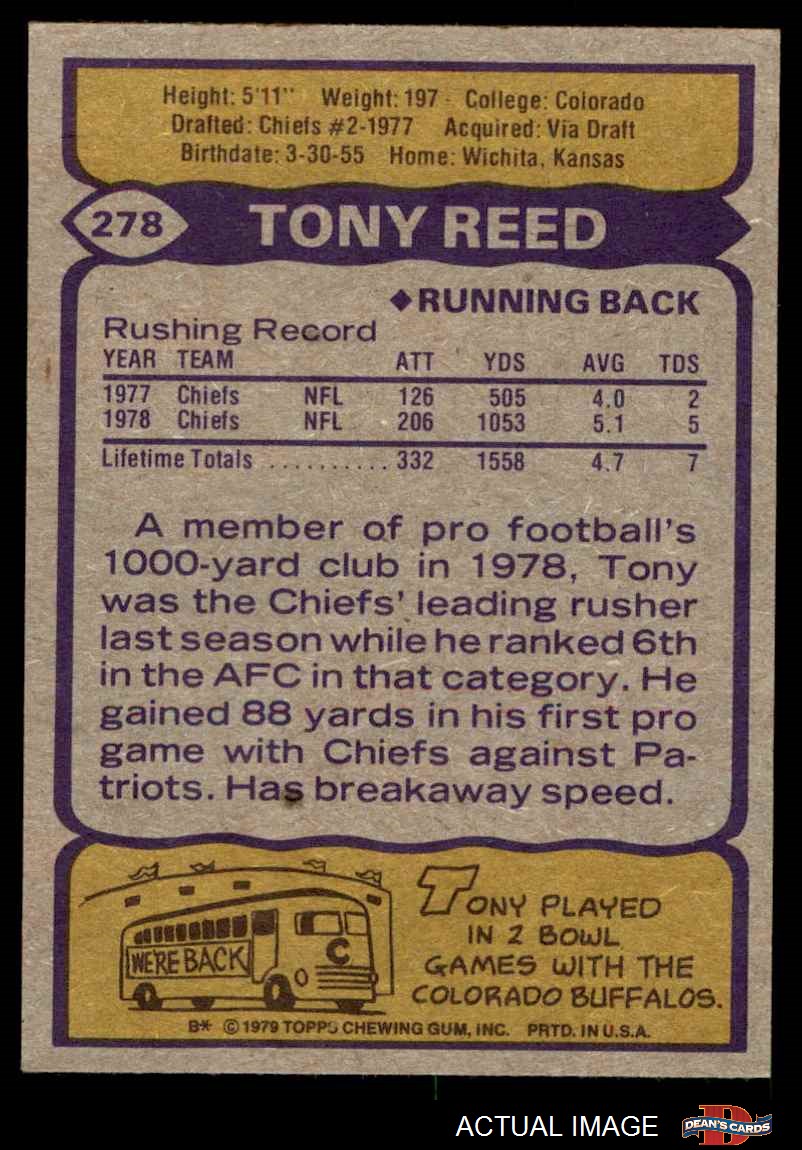 Height: 5'11" Weight: 197 College: Colorado
Drafted: Chiefs #2-1977 Acquired: Via Draft
Birthdate: 3-30-55 Home: Wichita, Kansas
278 TONY REED
◆RUNNING BACK
Rushing Record
YEAR TEAM ATT YDS AVG TDS
1977 Chiefs NFL 126 505 4.0 2
1978 Chiefs NFL 206 1053 5.1 5
Lifetime Totals .......... 332 1558 4.7 7
A member of pro football's
1000-yard club in 1978, Tony
was the Chiefs' leading rusher
last season while he ranked 6th
in the AFC in that category. He
gained 88 yards in his first pro
game with Chiefs against Pa-
triots. Has breakaway speed.
WE'RE BACK
C
TONY PLAYED
IN 2 BOWL
GAMES WITH THE
COLORADO BUFFALOS.
B* © 1979 TOPPS CHEWING GUM, INC. PRTD. IN U.S.A.
ACTUAL IMAGE
D
DEAN'S CARDS